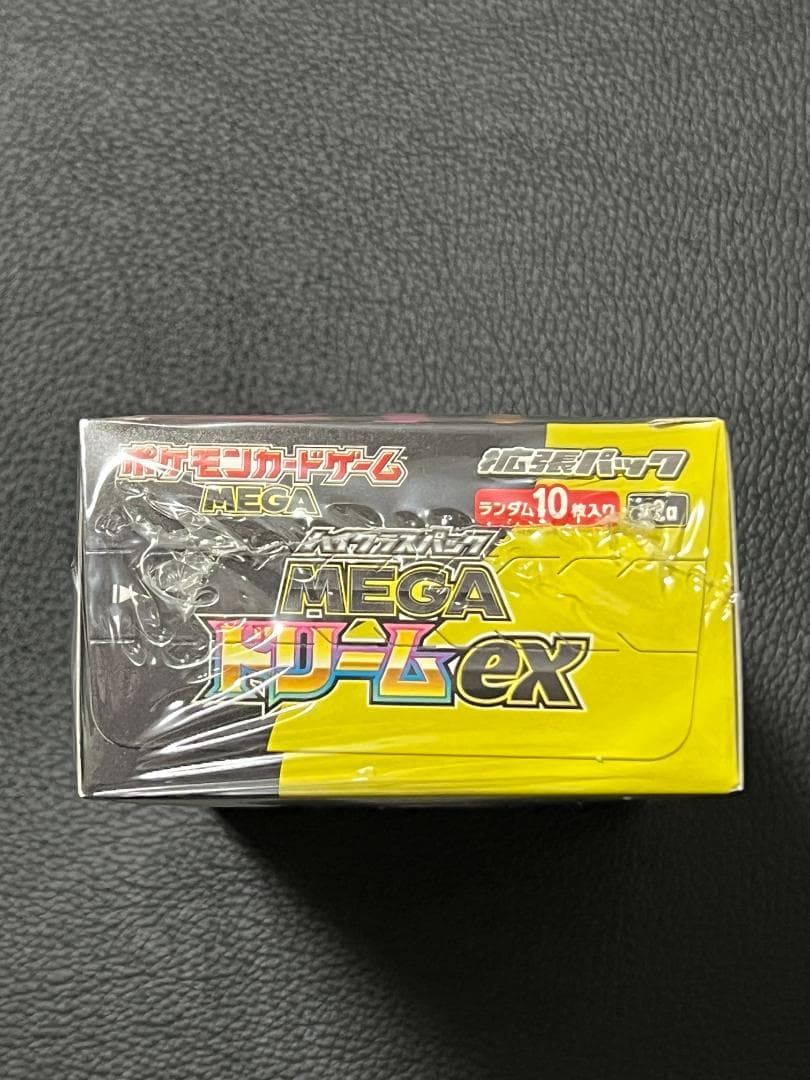 ポケモンカードゲーム
MEGA
拡張パック
ランダム10枚入り
ハイクラスパック
MEGA
ドリームex